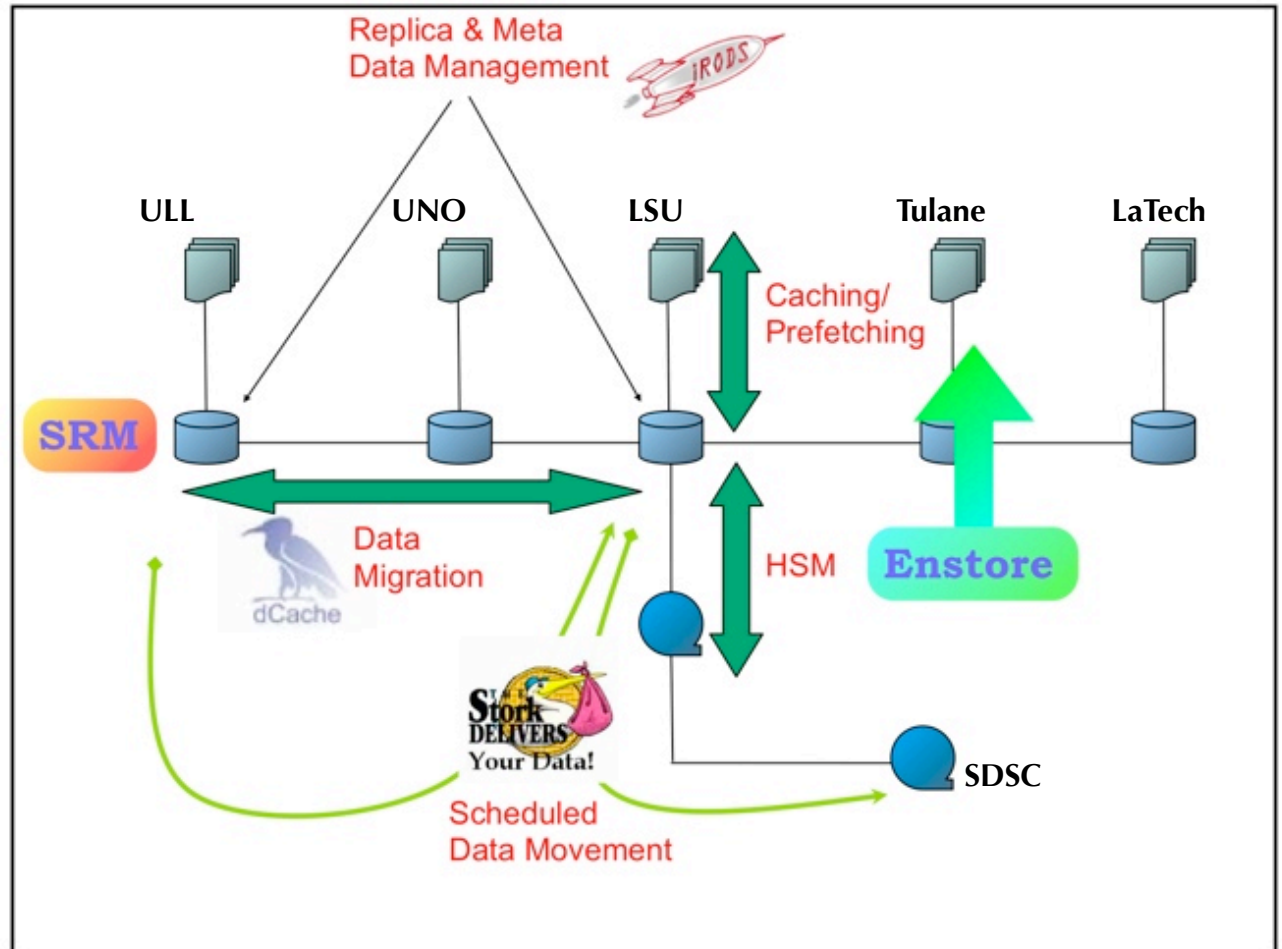 Replica & Meta
Data Management
iRODS
ULL
UNO
LSU
Tulane
LaTech
Caching/
Prefetching
SRM
Data
Migration
dCache
HSM
Enstore
THE
Stork
DELIVERS
Your Data!
SDSC
Scheduled
Data Movement